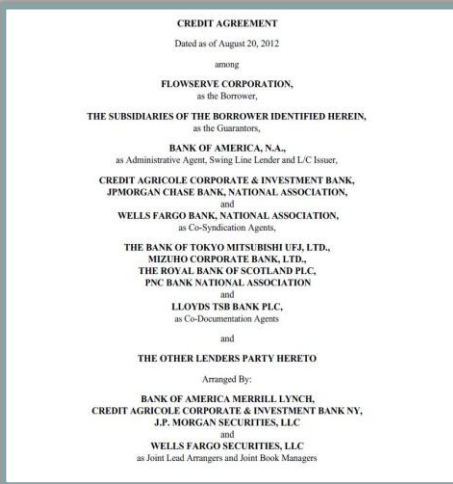 CREDIT AGREEMENT
Dated as of August 20, 2012
among
FLOWSERVE CORPORATION,
as the Borrower,
THE SUBSIDIARIES OF THE BORROWER IDENTIFIED HEREIN,
as the Guarantors,
BANK OF AMERICA, N.A.,
as Administrative Agent, Swing Line Lender and L/C Issuer,
CREDIT AGRICOLE CORPORATE & INVESTMENT BANK,
JPMORGAN CHASE BANK, NATIONAL ASSOCIATION,
and
WELLS FARGO BANK, NATIONAL ASSOCIATION,
as Co-Syndication Agents,
THE BANK OF TOKYO MITSUBISHI UFJ, LTD.,
MIZUHO CORPORATE BANK, LTD.,
THE ROYAL BANK OF SCOTLAND PLC,
PNC BANK NATIONAL ASSOCIATION
and
LLOYDS TSB BANK PLC,
as Co-Documentation Agents
and
THE OTHER LENDERS PARTY HERETO
Arranged By:
BANK OF AMERICA MERRILL LYNCH,
CREDIT AGRICOLE CORPORATE & INVESTMENT BANK NY,
J.P. MORGAN SECURITIES, LLC
and
WELLS FARGO SECURITIES, LLC
as Joint Lead Arrangers and Joint Book Managers